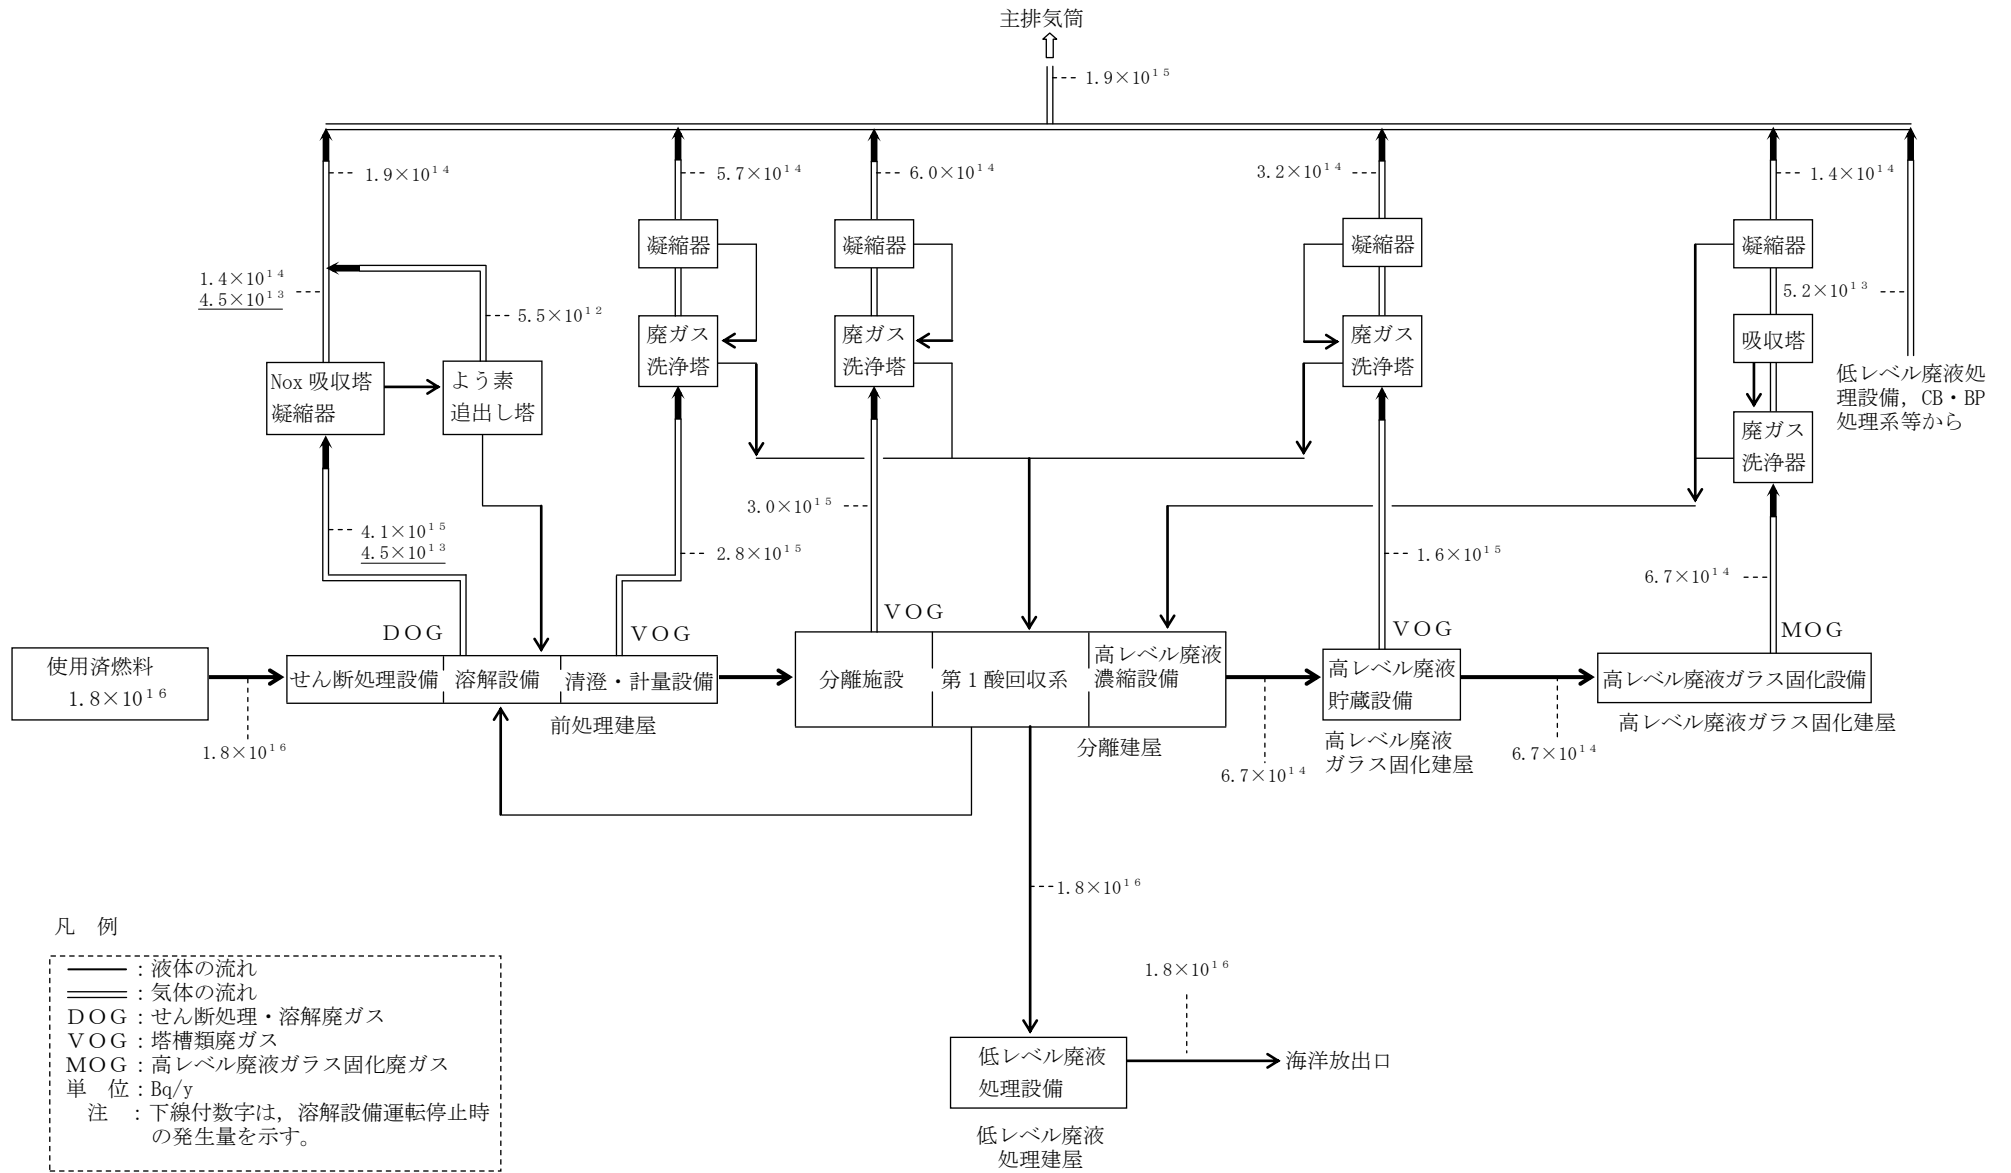 主排気筒
1.9×10¹⁵
1.9×10¹⁴
5.7×10¹⁴
6.0×10¹⁴
3.2×10¹⁴
1.4×10¹⁴
凝縮器
凝縮器
凝縮器
凝縮器
1.4×10¹⁴
4.5×10¹³
5.5×10¹²
5.2×10¹³
廃ガス
洗浄塔
廃ガス
洗浄塔
廃ガス
洗浄塔
吸収塔
Nox 吸収塔
凝縮器
よう素
追出し塔
低レベル廃液処
理設備，CB・BP
処理系等から
廃ガス
洗浄器
4.1×10¹⁵
4.5×10¹³
2.8×10¹⁵
3.0×10¹⁵
1.6×10¹⁵
6.7×10¹⁴
DOG
VOG
VOG
VOG
MOG
使用済燃料
1.8×10¹⁶
1.8×10¹⁶
せん断処理設備
溶解設備
清澄・計量設備
前処理建屋
分離施設
第１酸回収系
高レベル廃液
濃縮設備
分離建屋
6.7×10¹⁴
高レベル廃液
貯蔵設備
高レベル廃液
ガラス固化建屋
6.7×10¹⁴
高レベル廃液ガラス固化設備
高レベル廃液ガラス固化建屋
1.8×10¹⁶
1.8×10¹⁶
低レベル廃液
処理設備
海洋放出口
低レベル廃液
処理建屋
凡　例
：液体の流れ
：気体の流れ
DOG：せん断処理・溶解廃ガス
VOG：塔槽類廃ガス
MOG：高レベル廃液ガラス固化廃ガス
単　位：Bq/y
注　：下線付数字は，溶解設備運転停止時
の発生量を示す。